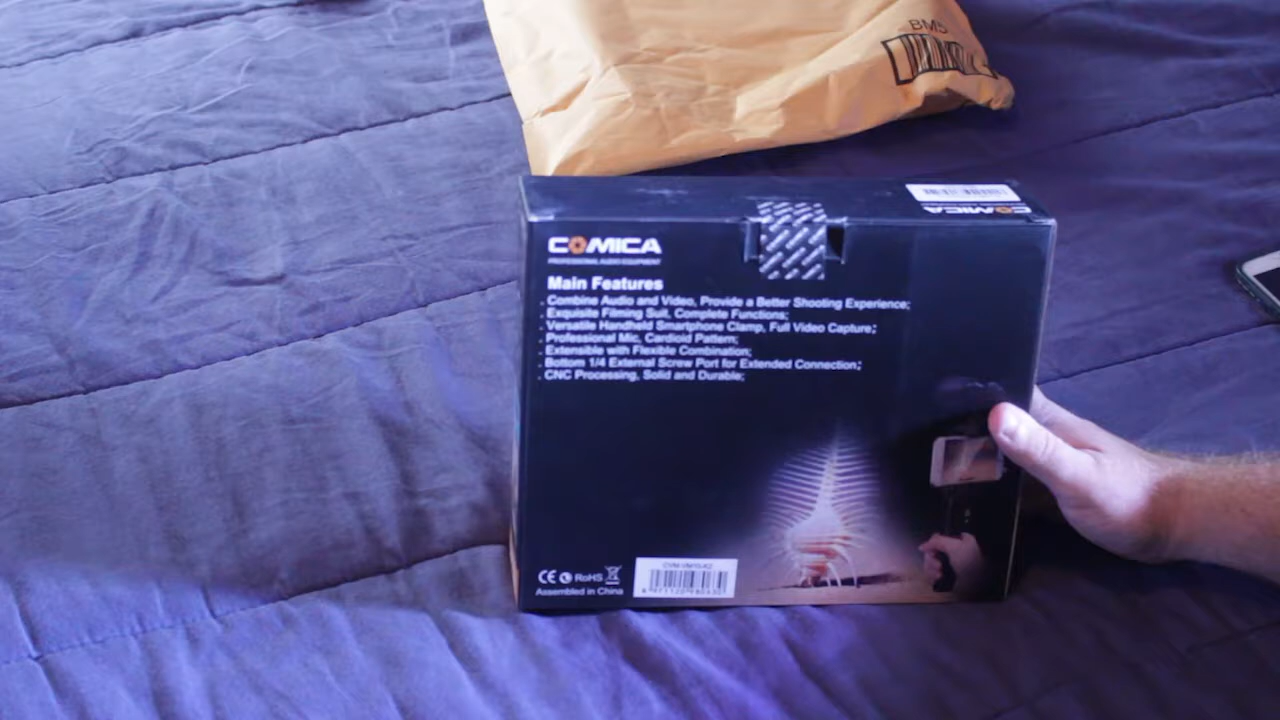 BM5
COMICA
COMICA
PROFESSIONAL AUDIO EQUIPMENT
Main Features
. Combine Audio and Video, Provide a Better Shooting Experience;
. Exquisite Filming Suit, Complete Functions;
. Versatile Handheld Smartphone Clamp, Full Video Capture;
. Professional Mic, Cardioid Pattern;
. Extensible with Flexible Combination;
. Bottom 1/4 External Screw Port for Extended Connection;
. CNC Processing, Solid and Durable;
CE RoHS
Assembled in China